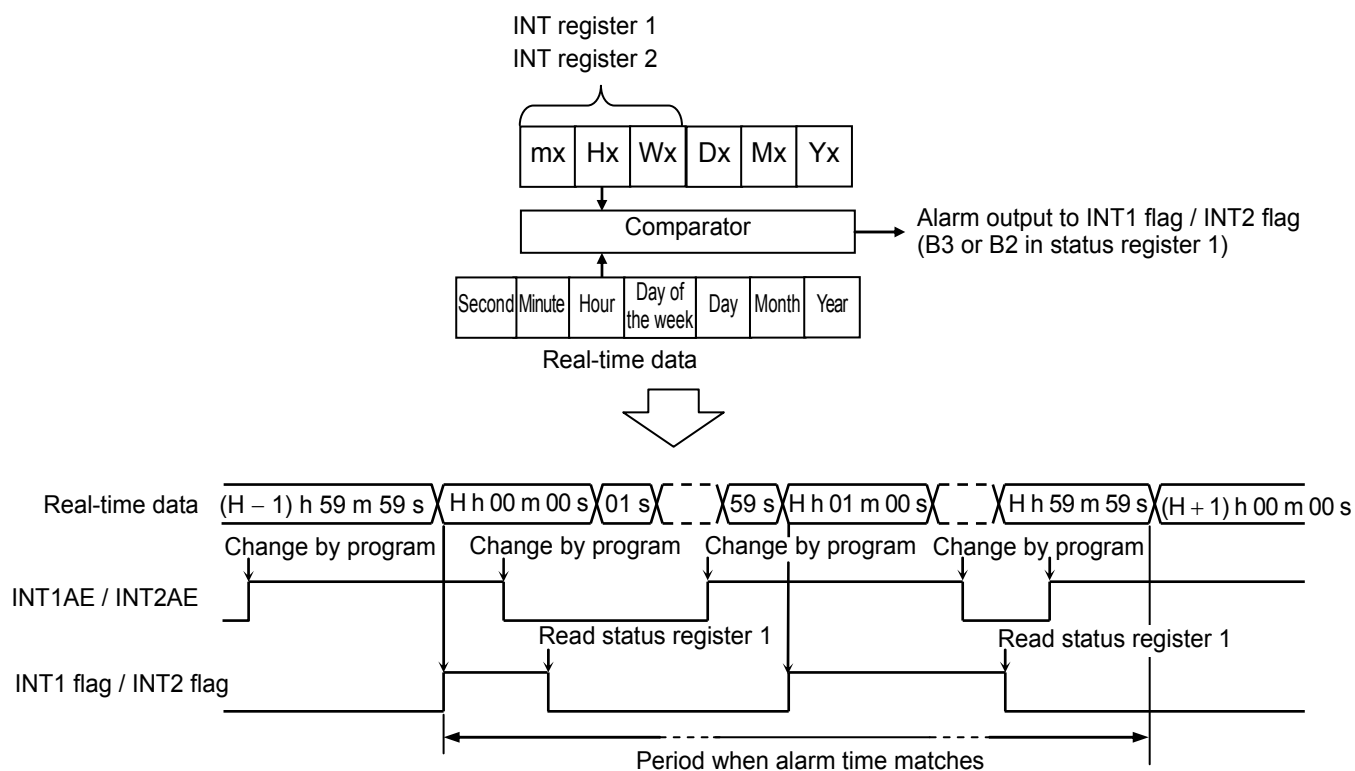 INT register 1
INT register 2
mx Hx Wx Dx Mx Yx
Comparator
Alarm output to INT1 flag / INT2 flag
(B3 or B2 in status register 1)
Second Minute Hour Day of the week Day Month Year
Real-time data
Real-time data (H − 1) h 59 m 59 s H h 00 m 00 s 01 s 59 s H h 01 m 00 s H h 59 m 59 s (H + 1) h 00 m 00 s
Change by program Change by program Change by program Change by program
INT1AE / INT2AE
Read status register 1 Read status register 1
INT1 flag / INT2 flag
Period when alarm time matches